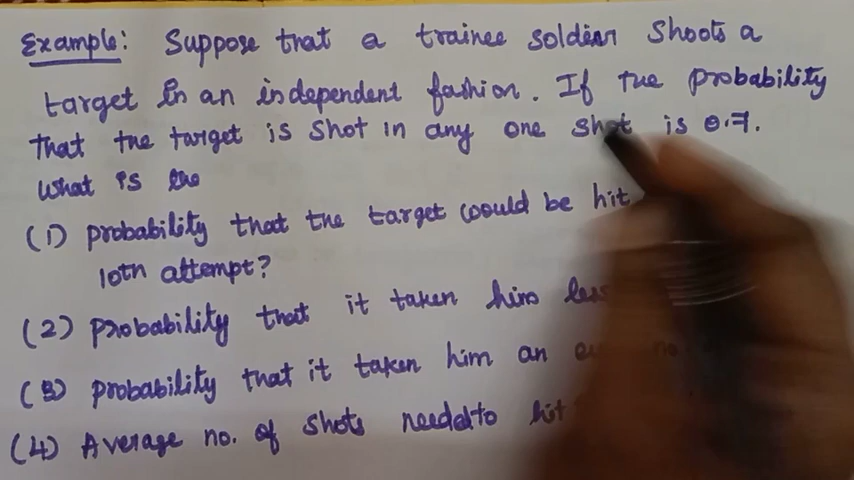 Example: Suppose that a trainee soldier shoots a
target in an independent fashion. If the probability
that the target is shot in any one shot is 0.7.
What is the
(1) probability that the target would be hit
10th attempt?
(2) probability that it taken him less
(3) probability that it taken him an
(4) Average no. of shots needed to hit